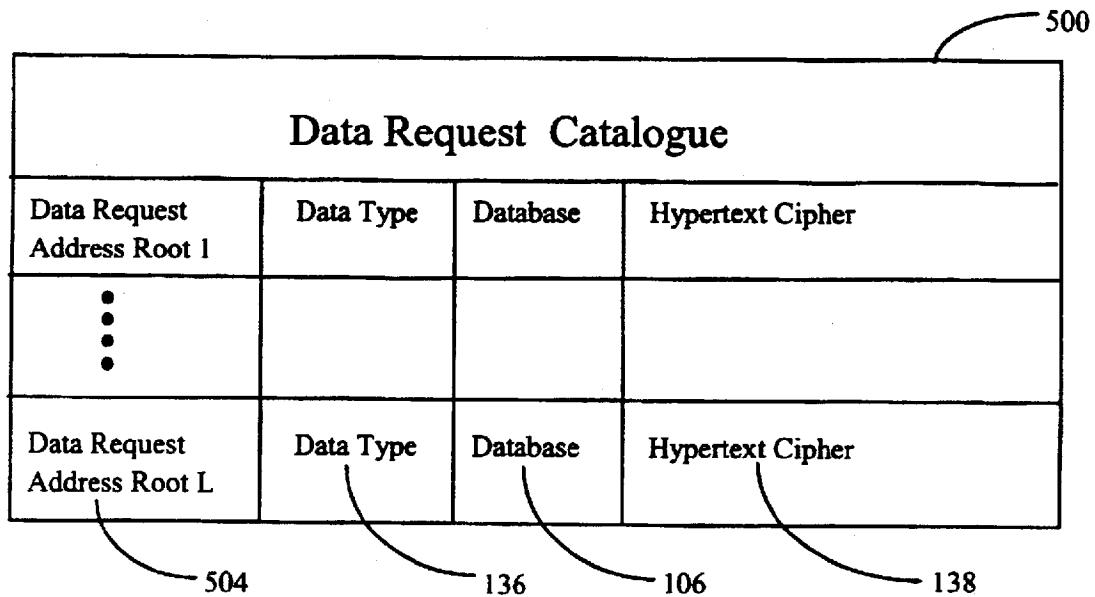 500
Data Request Catalogue
Data Request
Address Root 1
Data Type
Database
Hypertext Cipher
Data Request
Address Root L
Data Type
Database
Hypertext Cipher
504
136
106
138